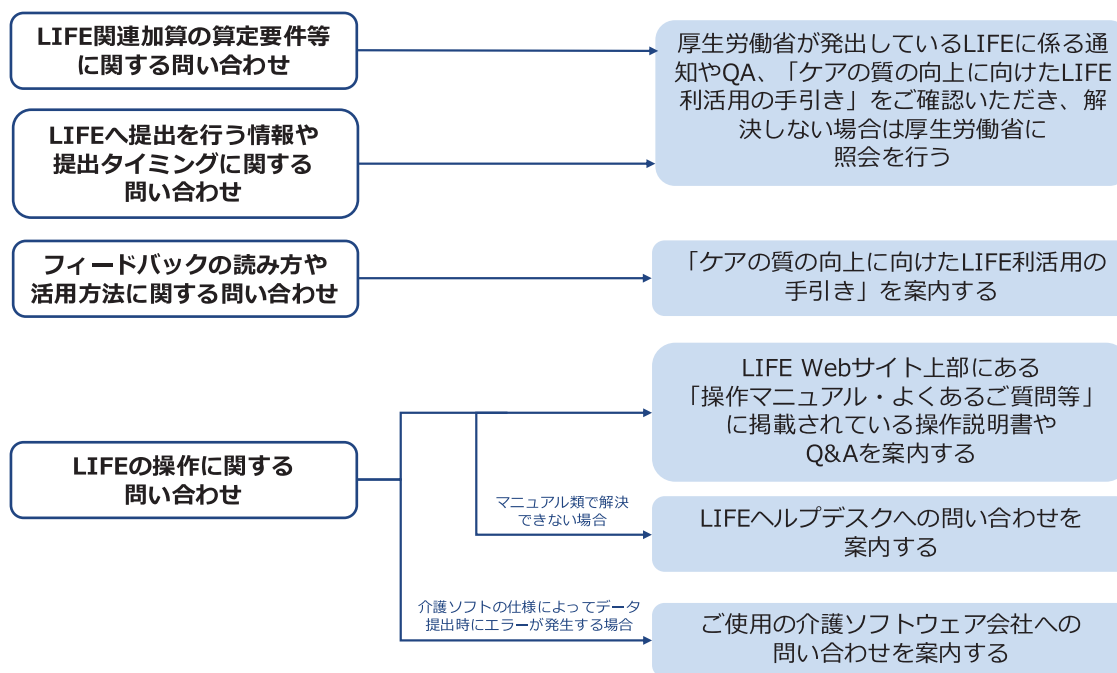 LIFE関連加算の算定要件等
に関する問い合わせ
厚生労働省が発出しているLIFEに係る通
知やQA、「ケアの質の向上に向けたLIFE
利活用の手引き」をご確認いただき、解
決しない場合は厚生労働省に
照会を行う
LIFEへ提出を行う情報や
提出タイミングに関する
問い合わせ
フィードバックの読み方や
活用方法に関する問い合わせ
「ケアの質の向上に向けたLIFE利活用の
手引き」を案内する
LIFEの操作に関する
問い合わせ
LIFE Webサイト上部にある
「操作マニュアル・よくあるご質問等」
に掲載されている操作説明書や
Q&Aを案内する
マニュアル類で解決
できない場合
LIFEヘルプデスクへの問い合わせを
案内する
介護ソフトの仕様によってデータ
提出時にエラーが発生する場合
ご使用の介護ソフトウェア会社への
問い合わせを案内する